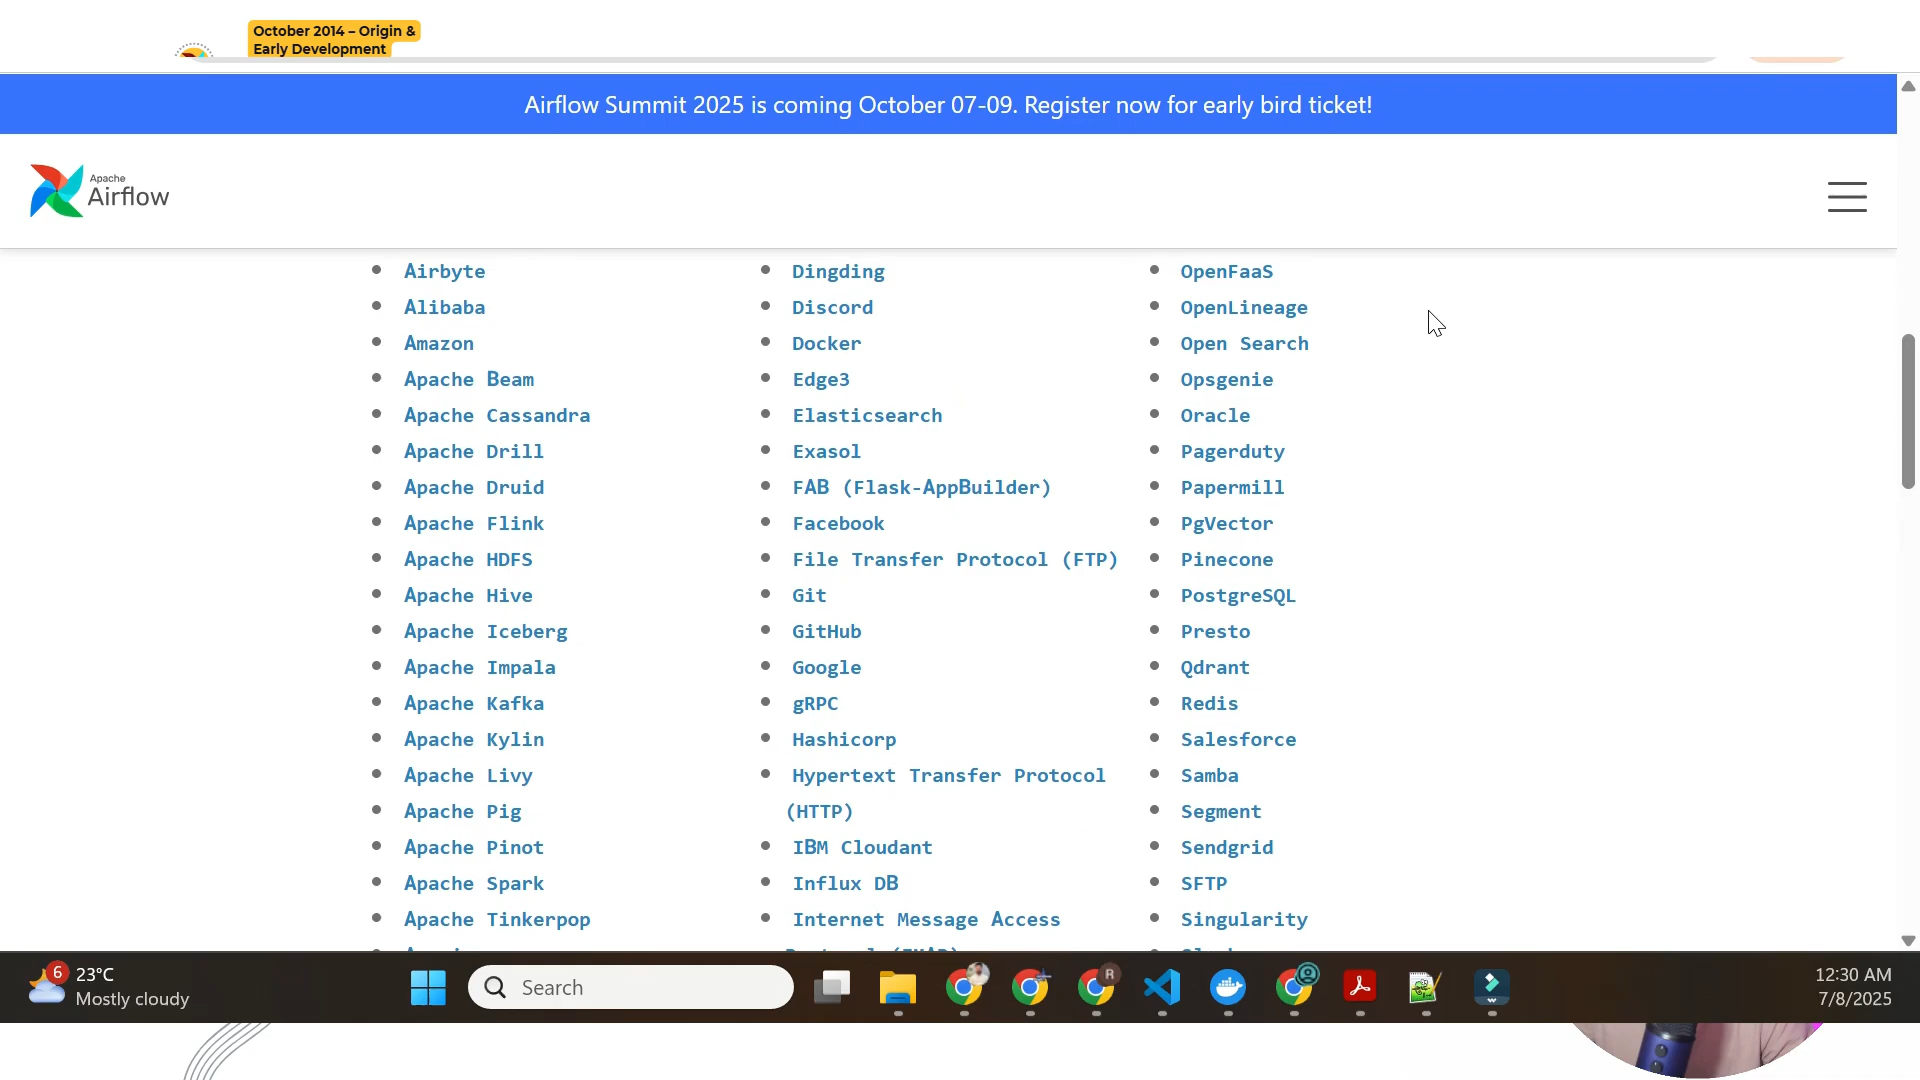 October 2014 – Origin &
Early Development
Airflow Summit 2025 is coming October 07-09. Register now for early bird ticket!
Apache
Airflow
Airbyte
Alibaba
Amazon
Apache Beam
Apache Cassandra
Apache Drill
Apache Druid
Apache Flink
Apache HDFS
Apache Hive
Apache Iceberg
Apache Impala
Apache Kafka
Apache Kylin
Apache Livy
Apache Pig
Apache Pinot
Apache Spark
Apache Tinkerpop
Dingding
Discord
Docker
Edge3
Elasticsearch
Exasol
FAB (Flask-AppBuilder)
Facebook
File Transfer Protocol (FTP)
Git
GitHub
Google
gRPC
Hashicorp
Hypertext Transfer Protocol
(HTTP)
IBM Cloudant
Influx DB
Internet Message Access
OpenFaaS
OpenLineage
Open Search
Opsgenie
Oracle
Pagerduty
Papermill
PgVector
Pinecone
PostgreSQL
Presto
Qdrant
Redis
Salesforce
Samba
Segment
Sendgrid
SFTP
Singularity
6
23°C
Mostly cloudy
Search
R
12:30 AM
7/8/2025